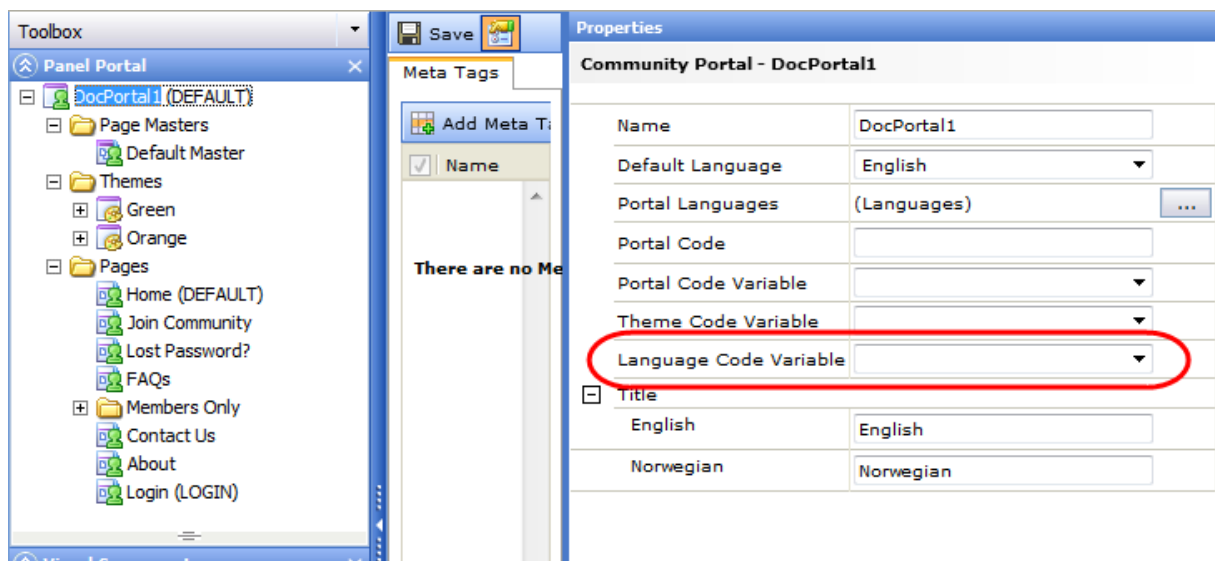 Toolbox
Panel Portal
DocPortal1 (DEFAULT)
Page Masters
Default Master
Themes
Green
Orange
Pages
Home (DEFAULT)
Join Community
Lost Password?
FAQs
Members Only
Contact Us
About
Login (LOGIN)
Save
Meta Tags
Add Meta
Name
There are no Me
Properties
Community Portal - DocPortal1
Name DocPortal1
Default Language English
Portal Languages (Languages) ...
Portal Code
Portal Code Variable
Theme Code Variable
Language Code Variable
Title
English English
Norwegian Norwegian